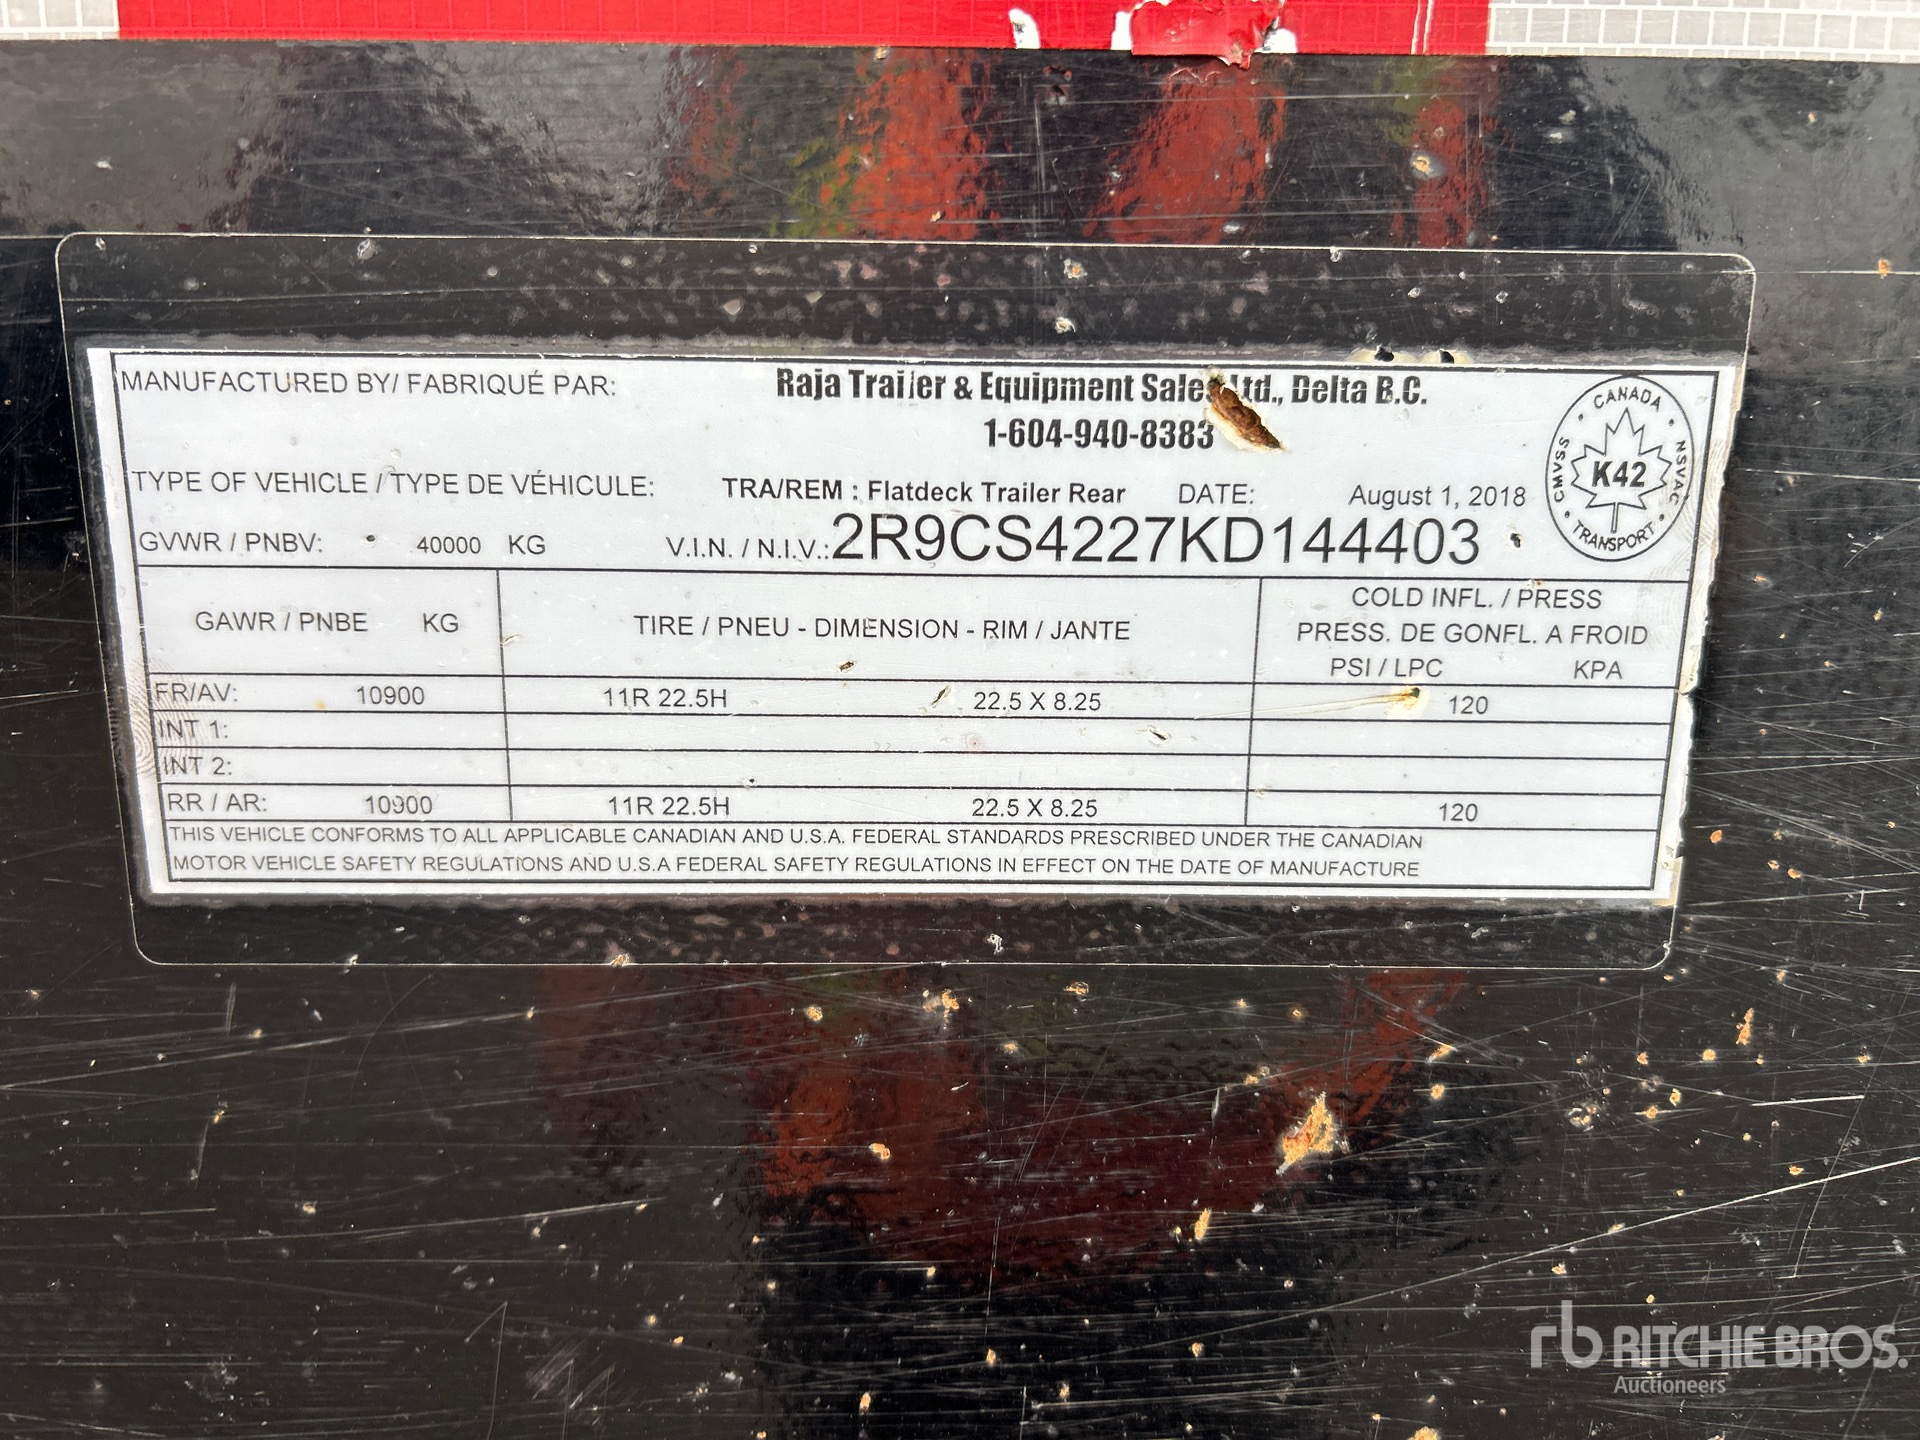 MANUFACTURED BY/ FABRIQUÉ PAR: Raja Trailer & Equipment Sales Ltd., Delta B.C.
1-604-940-8383
CANADA
CMVSS K42 NSVAC
TRANSPORT
TYPE OF VEHICLE / TYPE DE VÉHICULE: TRA/REM : Flatdeck Trailer Rear DATE: August 1, 2018
GVWR / PNBV: 40000 KG V.I.N. / N.I.V.: 2R9CS4227KD144403
GAWR / PNBE KG TIRE / PNEU - DIMENSION - RIM / JANTE COLD INFL. / PRESS
PRESS. DE GONFL. A FROID
PSI / LPC KPA
FR/AV: 10900 11R 22.5H 22.5 X 8.25 120
INT 1:
INT 2:
RR / AR: 10900 11R 22.5H 22.5 X 8.25 120
THIS VEHICLE CONFORMS TO ALL APPLICABLE CANADIAN AND U.S.A. FEDERAL STANDARDS PRESCRIBED UNDER THE CANADIAN
MOTOR VEHICLE SAFETY REGULATIONS AND U.S.A FEDERAL SAFETY REGULATIONS IN EFFECT ON THE DATE OF MANUFACTURE
rb RITCHIE BROS.
Auctioneers